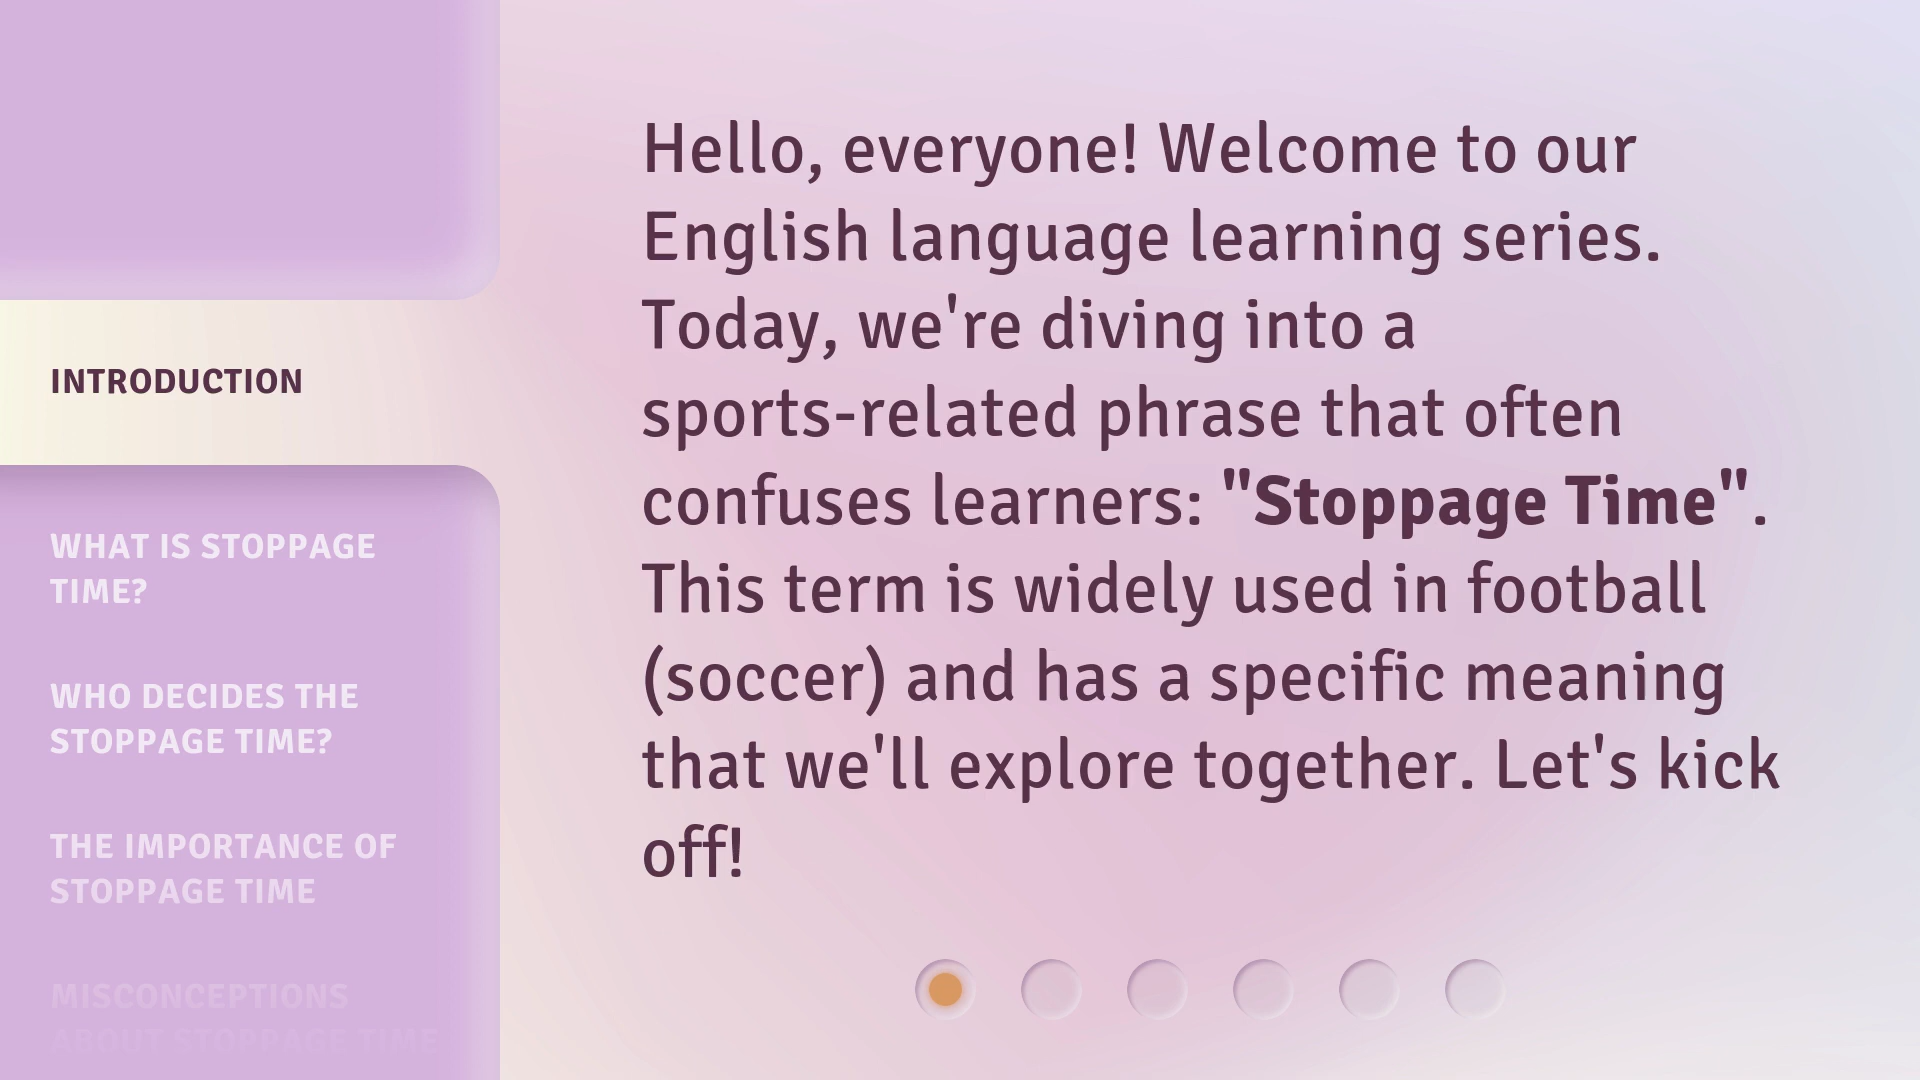 INTRODUCTION
WHAT IS STOPPAGE
TIME?
WHO DECIDES THE
STOPPAGE TIME?
THE IMPORTANCE OF
STOPPAGE TIME
MISCONCEPTIONS
ABOUT STOPPAGE TIME
Hello, everyone! Welcome to our
English language learning series.
Today, we're diving into a
sports-related phrase that often
confuses learners: "Stoppage Time".
This term is widely used in football
(soccer) and has a specific meaning
that we'll explore together. Let's kick
off!